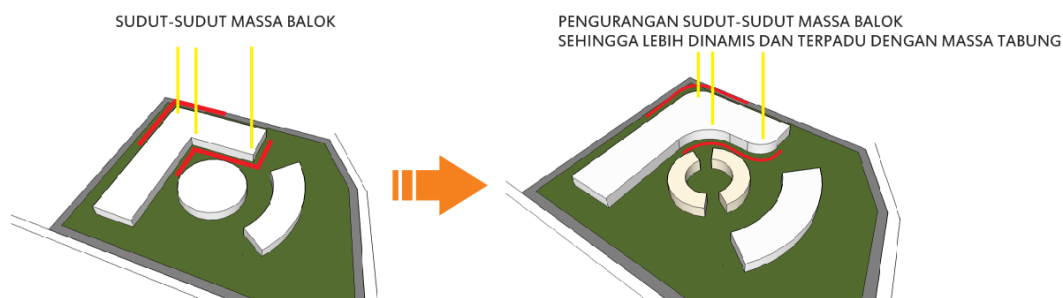 SUDUT-SUDUT MASSA BALOK
PENGURANGAN SUDUT-SUDUT MASSA BALOK
SEHINGGA LEBIH DINAMIS DAN TERPADU DENGAN MASSA TABUNG